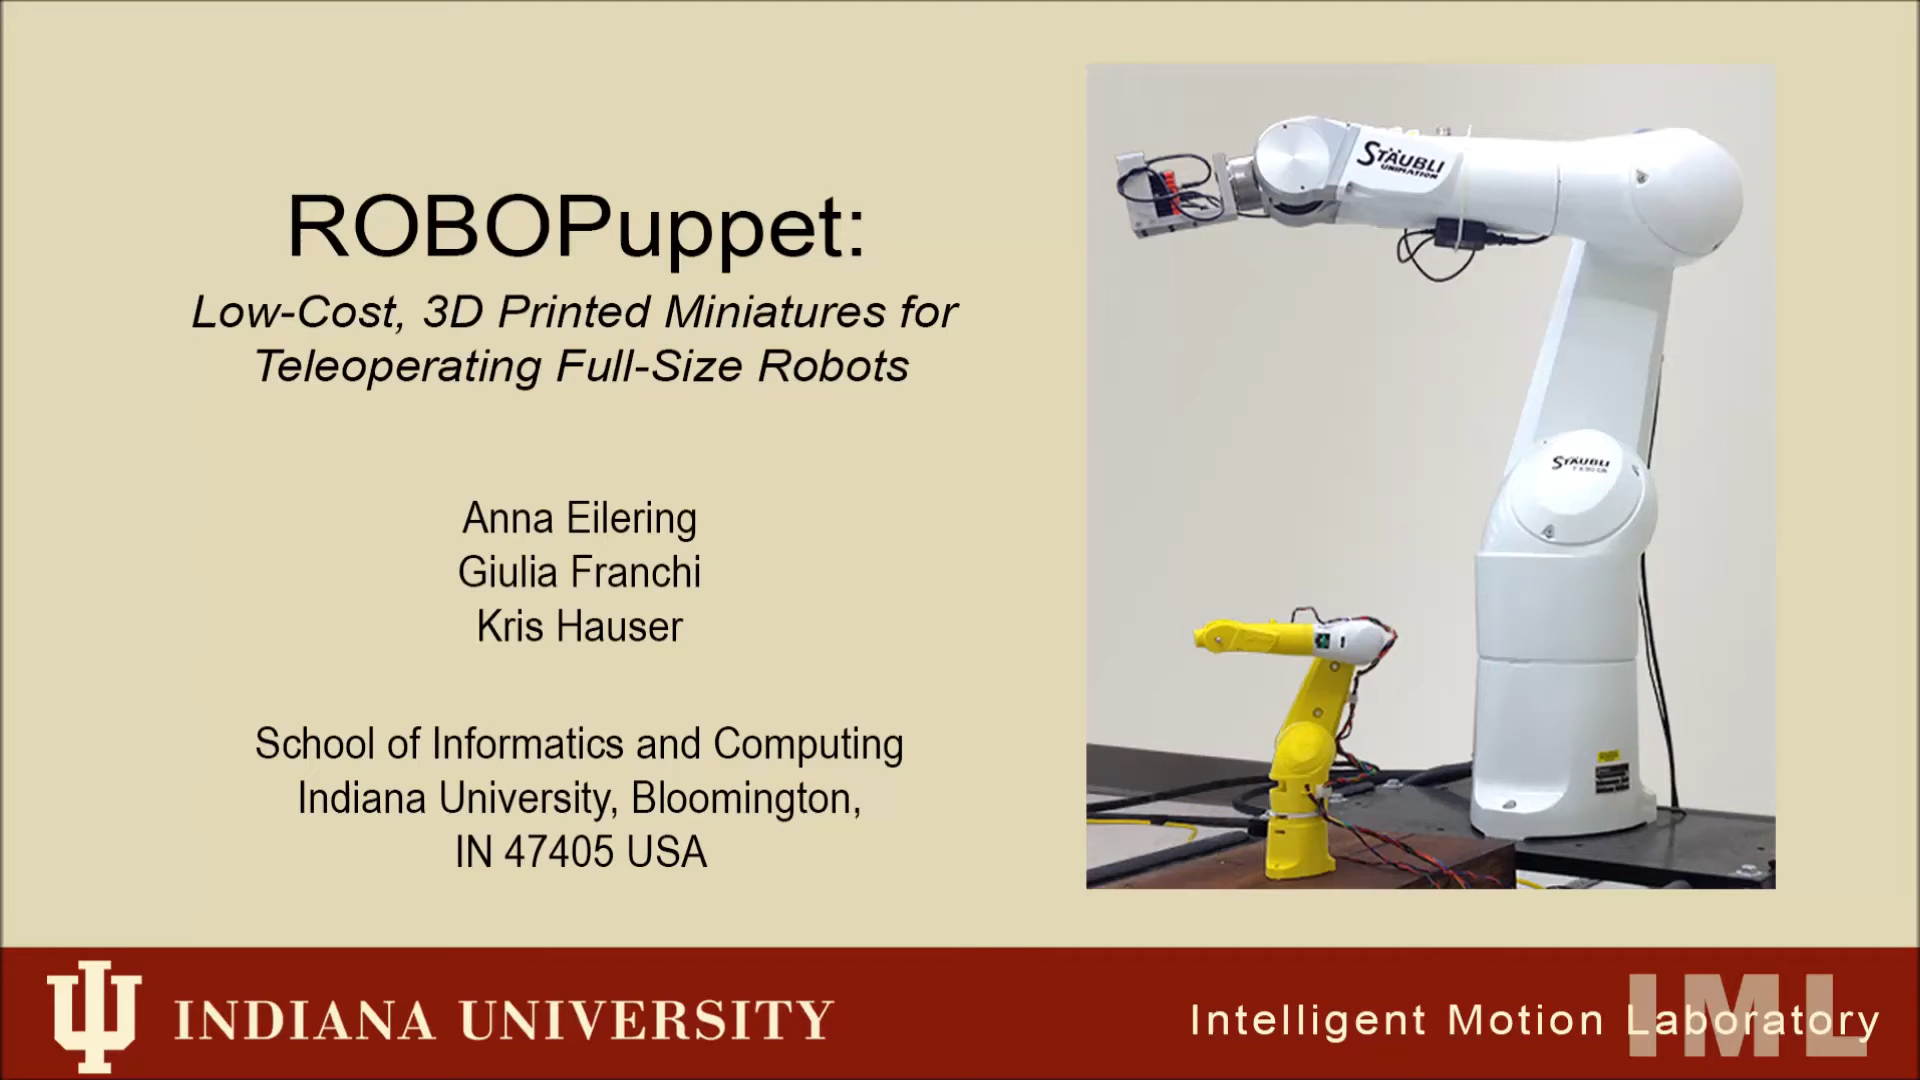 ROBOPuppet:
Low-Cost, 3D Printed Miniatures for
Teleoperating Full-Size Robots
Anna Eilering
Giulia Franchi
Kris Hauser
School of Informatics and Computing
Indiana University, Bloomington,
IN 47405 USA
STÄUBLI
UNIMATION
STÄUBLI
INDIANA UNIVERSITY
Intelligent Motion Laboratory
IML